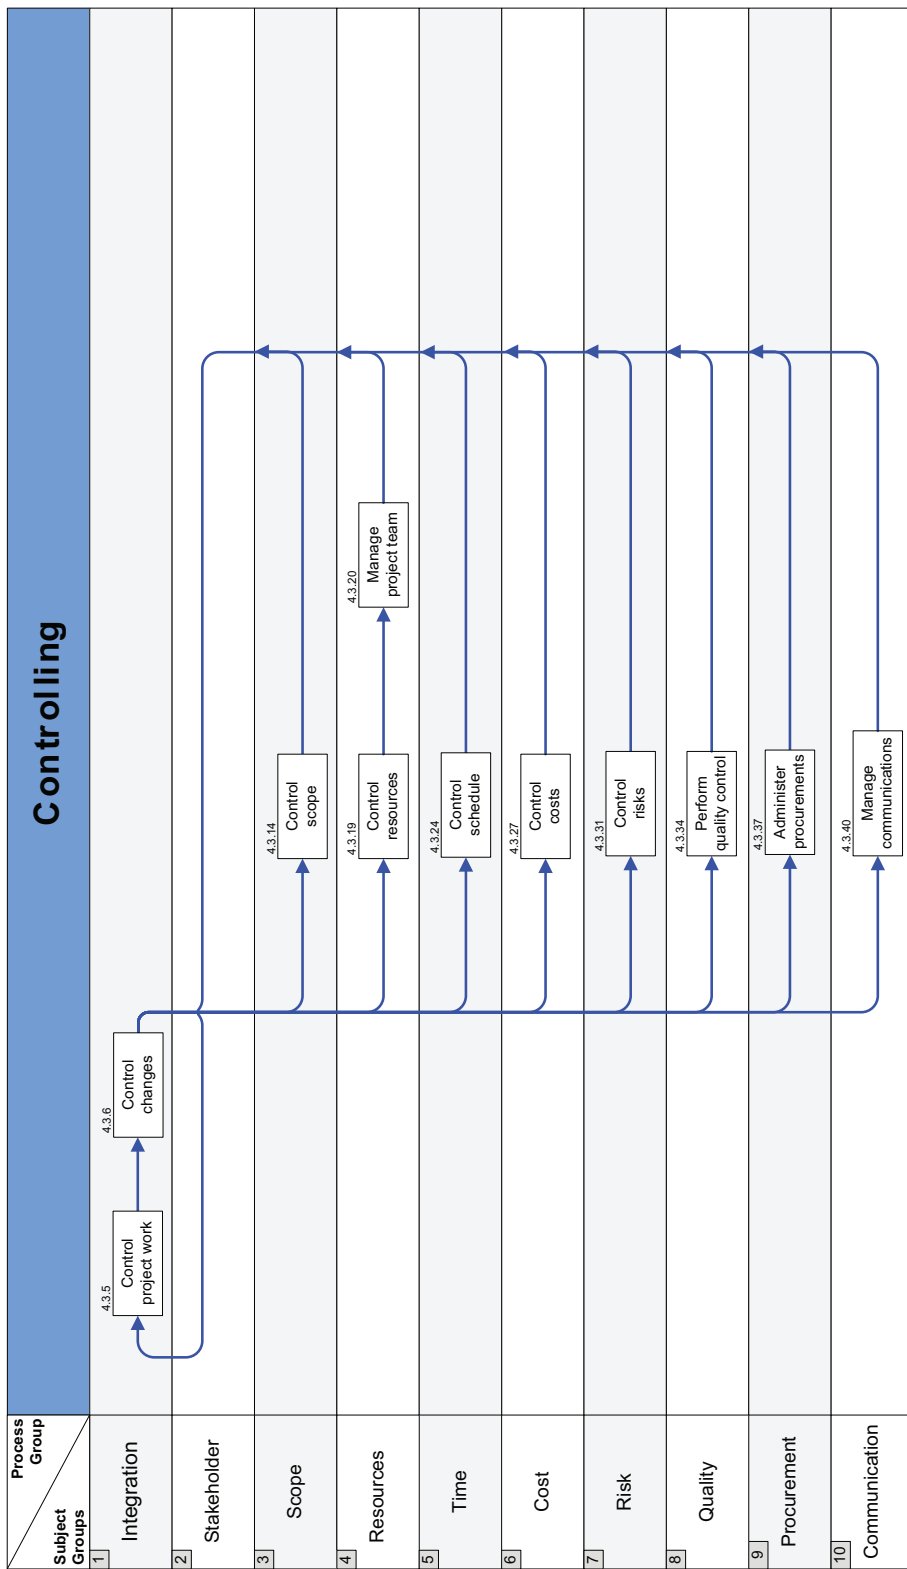 Process
Group
Subject
Groups
Controlling
1
Integration
4.3.5
Control
project work
4.3.6
Control
changes
2
Stakeholder
3
Scope
4.3.14
Control
scope
4
Resources
4.3.19
Control
resources
4.3.20
Manage
project team
5
Time
4.3.24
Control
schedule
6
Cost
4.3.27
Control
costs
7
Risk
4.3.31
Control
risks
8
Quality
4.3.34
Perform
quality control
9
Procurement
4.3.37
Administer
procurements
10
Communication
4.3.40
Manage
communications